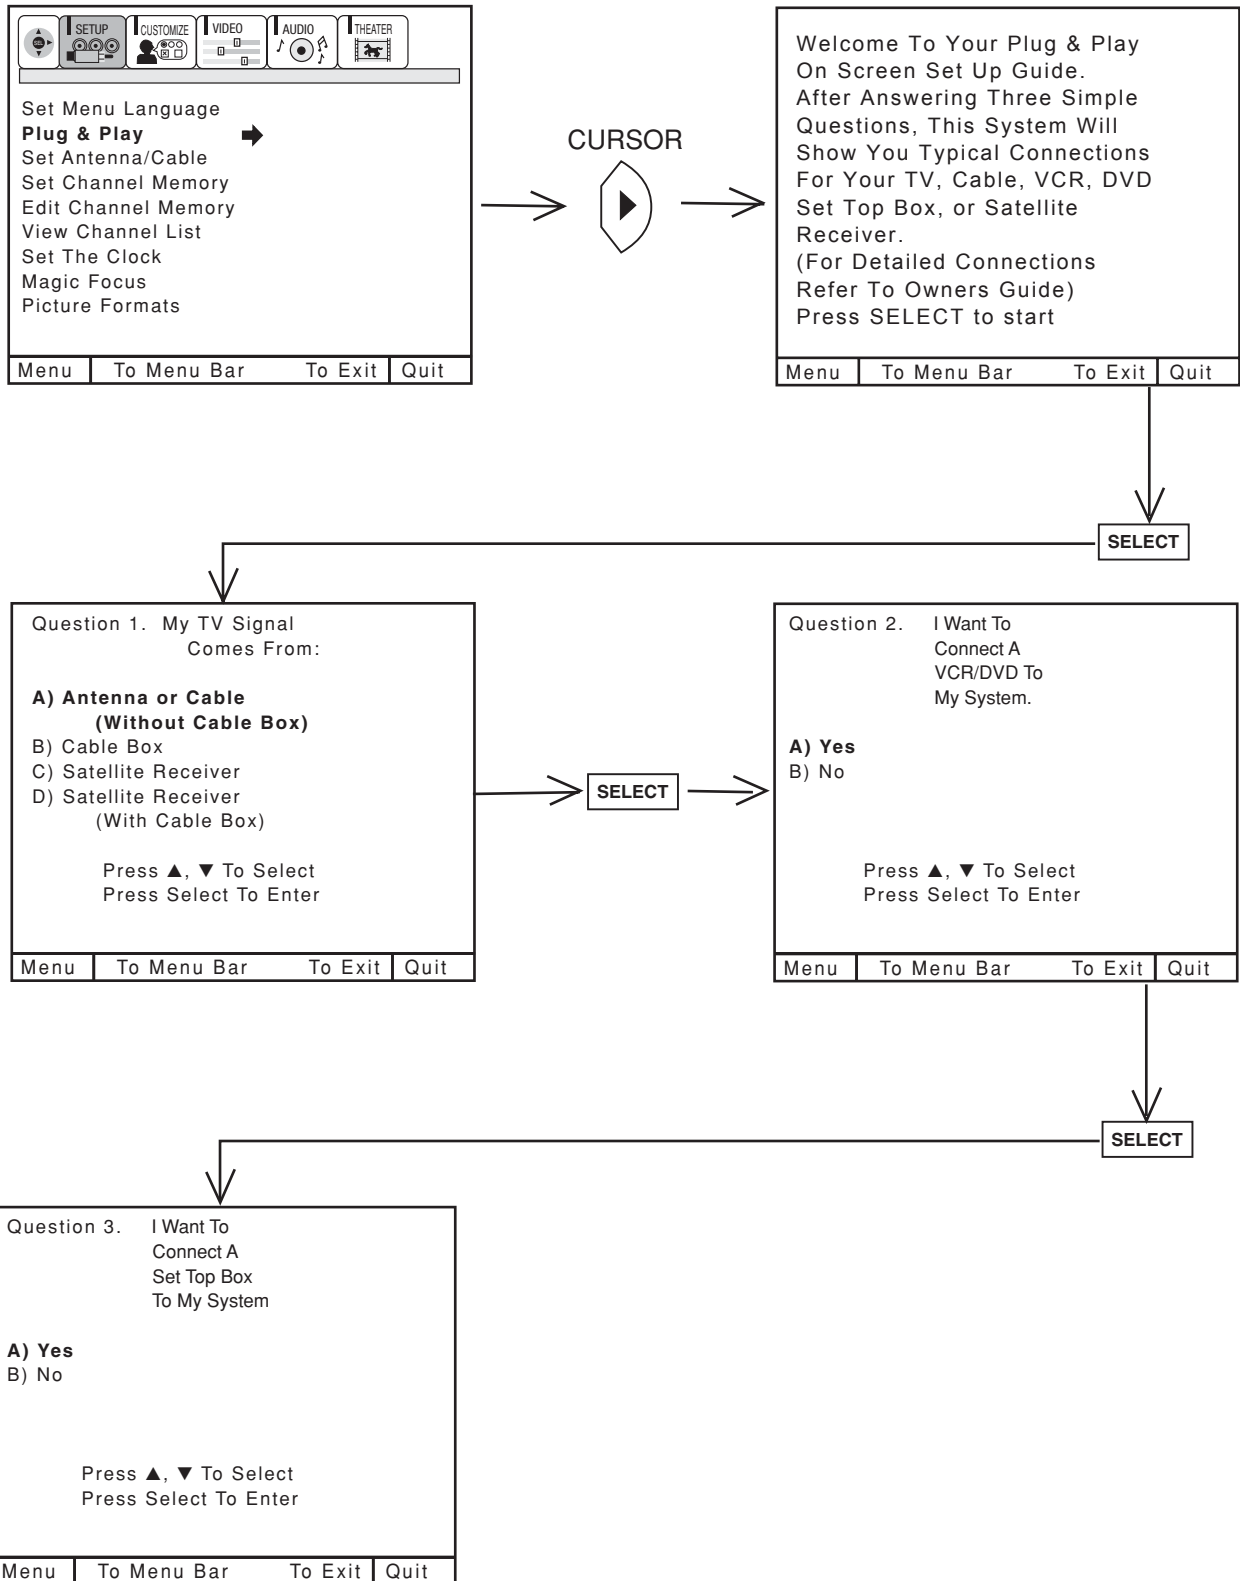 SETUP CUSTOMIZE VIDEO AUDIO THEATER
SEL
Set Menu Language
Plug & Play
Set Antenna/Cable
Set Channel Memory
Edit Channel Memory
View Channel List
Set The Clock
Magic Focus
Picture Formats
Menu To Menu Bar To Exit Quit
CURSOR
Welcome To Your Plug & Play
On Screen Set Up Guide.
After Answering Three Simple
Questions, This System Will
Show You Typical Connections
For Your TV, Cable, VCR, DVD
Set Top Box, or Satellite
Receiver.
(For Detailed Connections
Refer To Owners Guide)
Press SELECT to start
Menu To Menu Bar To Exit Quit
SELECT
Question 1. My TV Signal
Comes From:
A) Antenna or Cable
(Without Cable Box)
B) Cable Box
C) Satellite Receiver
D) Satellite Receiver
(With Cable Box)
Press ▲, ▼ To Select
Press Select To Enter
Menu To Menu Bar To Exit Quit
SELECT
Question 2. I Want To
Connect A
VCR/DVD To
My System.
A) Yes
B) No
Press ▲, ▼ To Select
Press Select To Enter
Menu To Menu Bar To Exit Quit
SELECT
Question 3. I Want To
Connect A
Set Top Box
To My System
A) Yes
B) No
Press ▲, ▼ To Select
Press Select To Enter
Menu To Menu Bar To Exit Quit